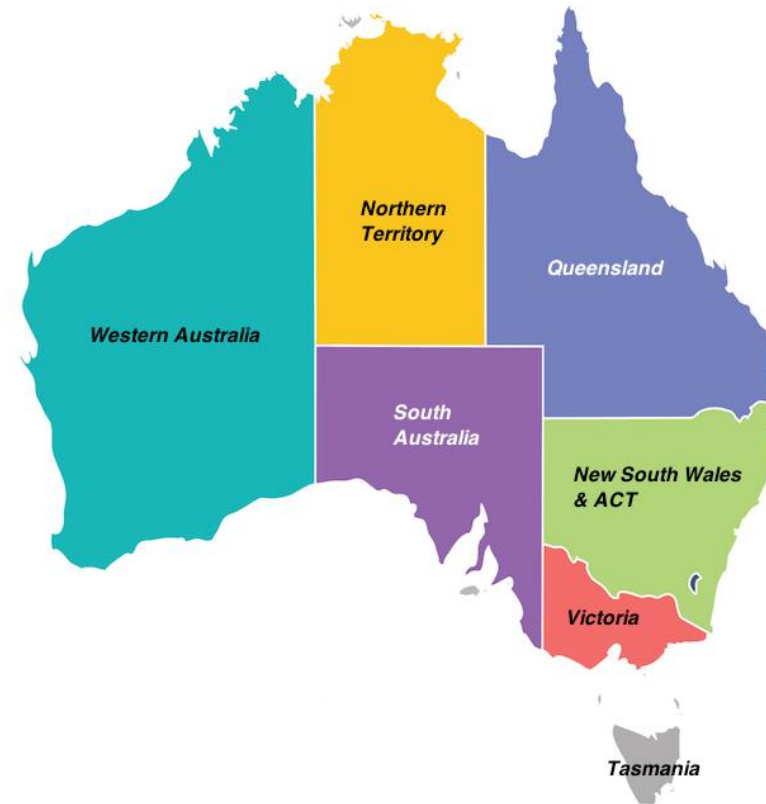 Northern
Territory
Queensland
Western Australia
South
Australia
New South Wales
& ACT
Victoria
Tasmania